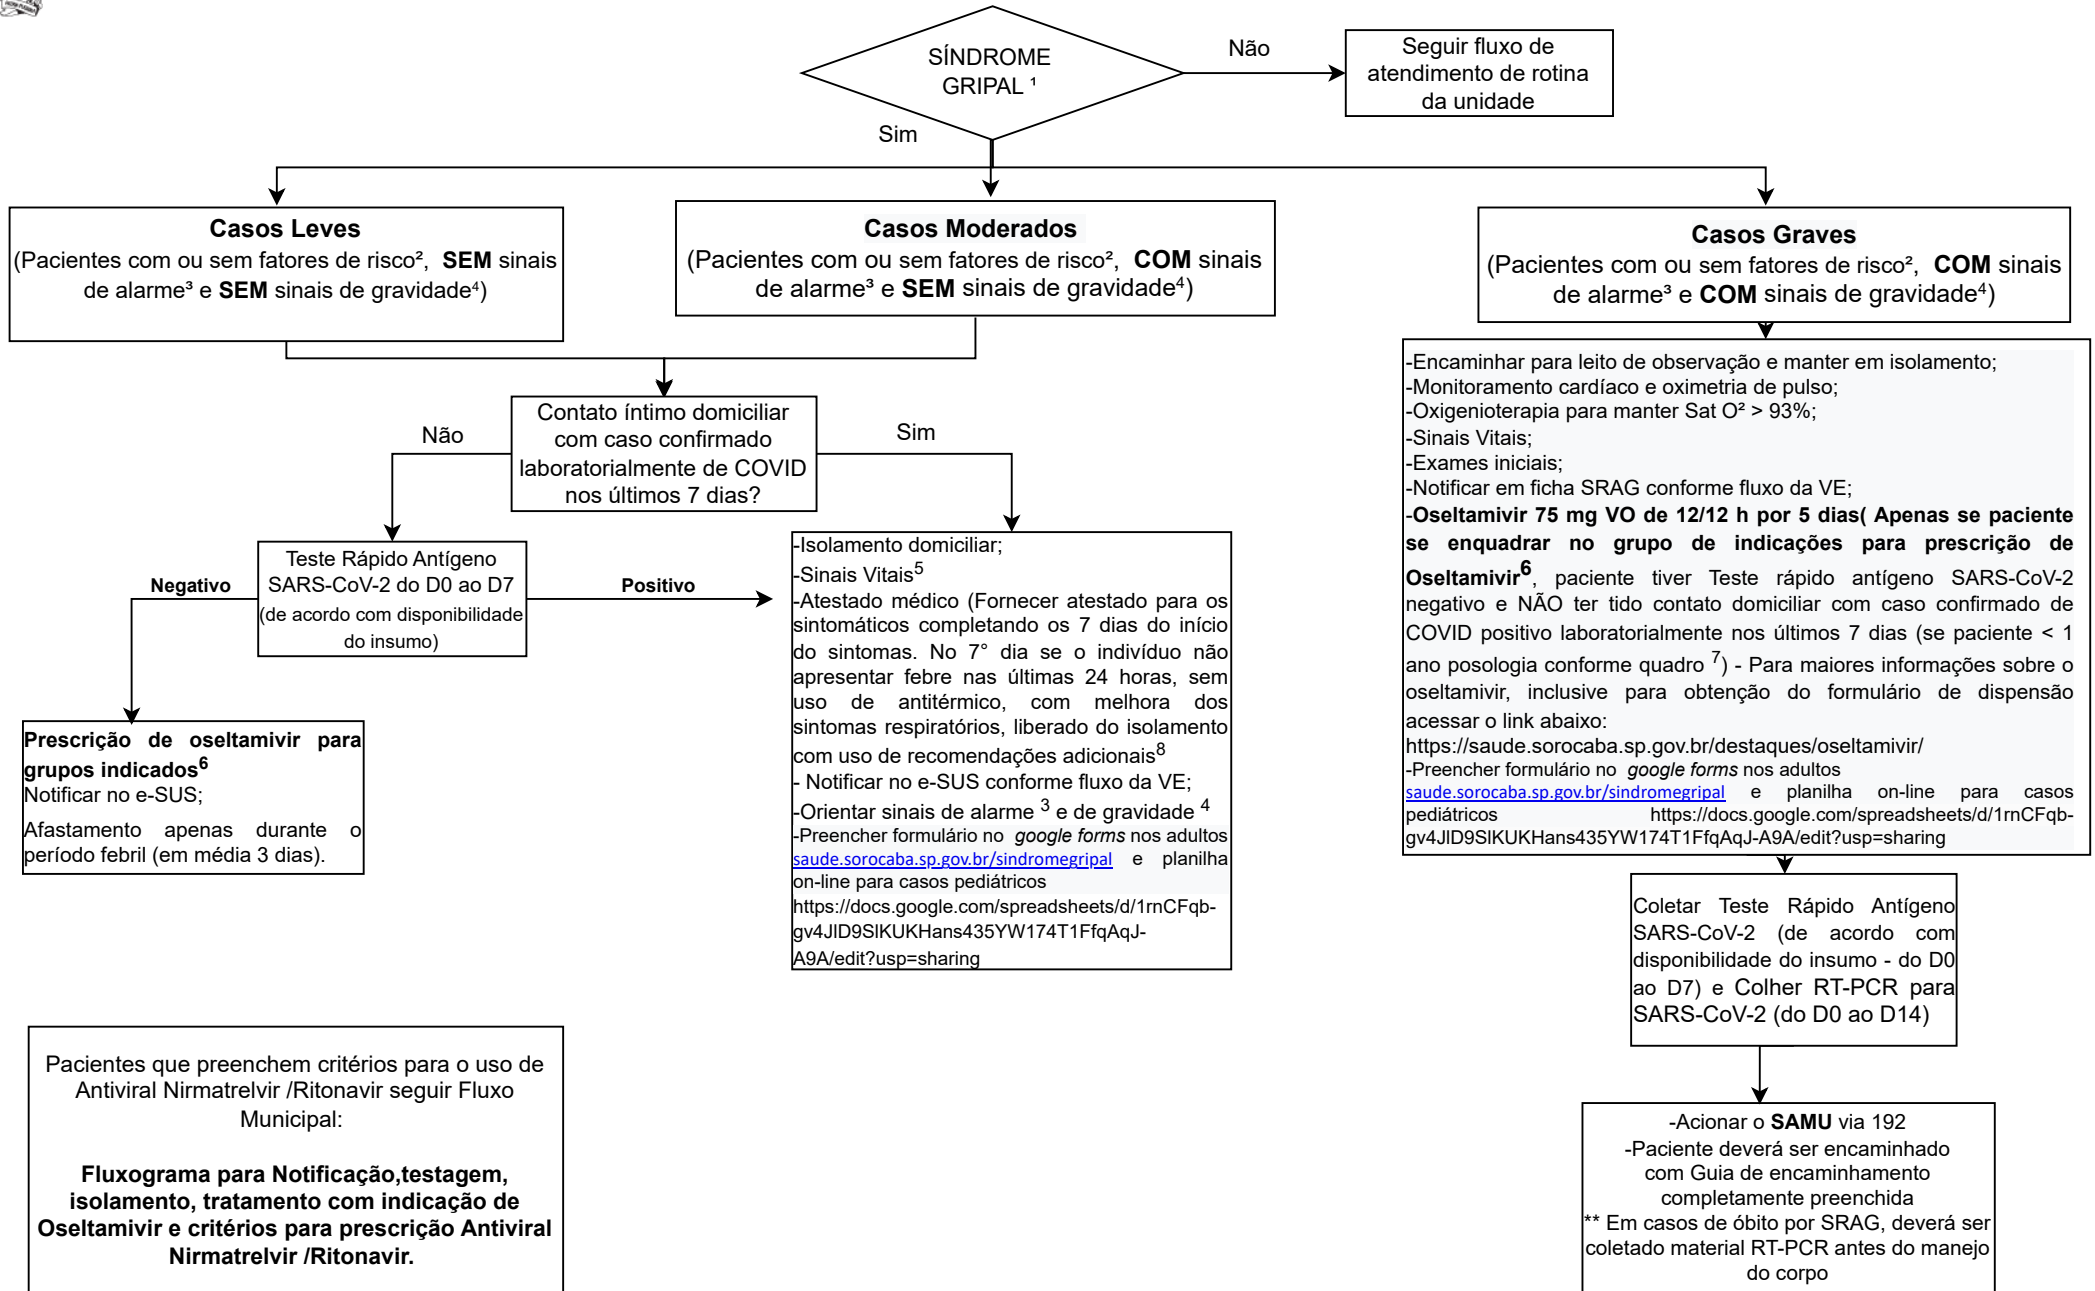 SÍNDROME
GRIPAL ¹
Não
Seguir fluxo de
atendimento de rotina
da unidade
Sim
Casos Leves
(Pacientes com ou sem fatores de risco², SEM sinais
de alarme³ e SEM sinais de gravidade⁴)
Casos Moderados
(Pacientes com ou sem fatores de risco², COM sinais
de alarme³ e SEM sinais de gravidade⁴)
Casos Graves
(Pacientes com ou sem fatores de risco², COM sinais
de alarme³ e COM sinais de gravidade⁴)
Contato íntimo domiciliar
com caso confirmado
laboratorialmente de COVID
nos últimos 7 dias?
Não
Sim
Teste Rápido Antígeno
SARS-CoV-2 do D0 ao D7
(de acordo com disponibilidade
do insumo)
Negativo
Positivo
Prescrição de oseltamivir para
grupos indicados⁶
Notificar no e-SUS;
Afastamento apenas durante o
período febril (em média 3 dias).
-Isolamento domiciliar;
-Sinais Vitais⁵
-Atestado médico (Fornecer atestado para os
sintomáticos completando os 7 dias do início
do sintomas. No 7° dia se o indivíduo não
apresentar febre nas últimas 24 horas, sem
uso de antitérmico, com melhora dos
sintomas respiratórios, liberado do isolamento
com uso de recomendações adicionais⁸
- Notificar no e-SUS conforme fluxo da VE;
-Orientar sinais de alarme ³ e de gravidade ⁴
-Preencher formulário no google forms nos adultos
saude.sorocaba.sp.gov.br/sindromegripal e planilha
on-line para casos pediátricos
https://docs.google.com/spreadsheets/d/1rnCFqb-
gv4JlD9SlKUKHans435YW174T1FfqAqJ-
A9A/edit?usp=sharing
-Encaminhar para leito de observação e manter em isolamento;
-Monitoramento cardíaco e oximetria de pulso;
-Oxigenioterapia para manter Sat O² > 93%;
-Sinais Vitais;
-Exames iniciais;
-Notificar em ficha SRAG conforme fluxo da VE;
-Oseltamivir 75 mg VO de 12/12 h por 5 dias( Apenas se paciente
se enquadrar no grupo de indicações para prescrição de
Oseltamivir⁶, paciente tiver Teste rápido antígeno SARS-CoV-2
negativo e NÃO ter tido contato domiciliar com caso confirmado de
COVID positivo laboratorialmente nos últimos 7 dias (se paciente < 1
ano posologia conforme quadro ⁷) - Para maiores informações sobre o
oseltamivir, inclusive para obtenção do formulário de dispensão
acessar o link abaixo:
https://saude.sorocaba.sp.gov.br/destaques/oseltamivir/
-Preencher formulário no google forms nos adultos
saude.sorocaba.sp.gov.br/sindromegripal e planilha on-line para casos
pediátricos https://docs.google.com/spreadsheets/d/1rnCFqb-
gv4JlD9SlKUKHans435YW174T1FfqAqJ-A9A/edit?usp=sharing
Coletar Teste Rápido Antígeno
SARS-CoV-2 (de acordo com
disponibilidade do insumo - do D0
ao D7) e Colher RT-PCR para
SARS-CoV-2 (do D0 ao D14)
-Acionar o SAMU via 192
-Paciente deverá ser encaminhado
com Guia de encaminhamento
completamente preenchida
** Em casos de óbito por SRAG, deverá ser
coletado material RT-PCR antes do manejo
do corpo
Pacientes que preenchem critérios para o uso de
Antiviral Nirmatrelvir /Ritonavir seguir Fluxo
Municipal:
Fluxograma para Notificação,testagem,
isolamento, tratamento com indicação de
Oseltamivir e critérios para prescrição Antiviral
Nirmatrelvir /Ritonavir.